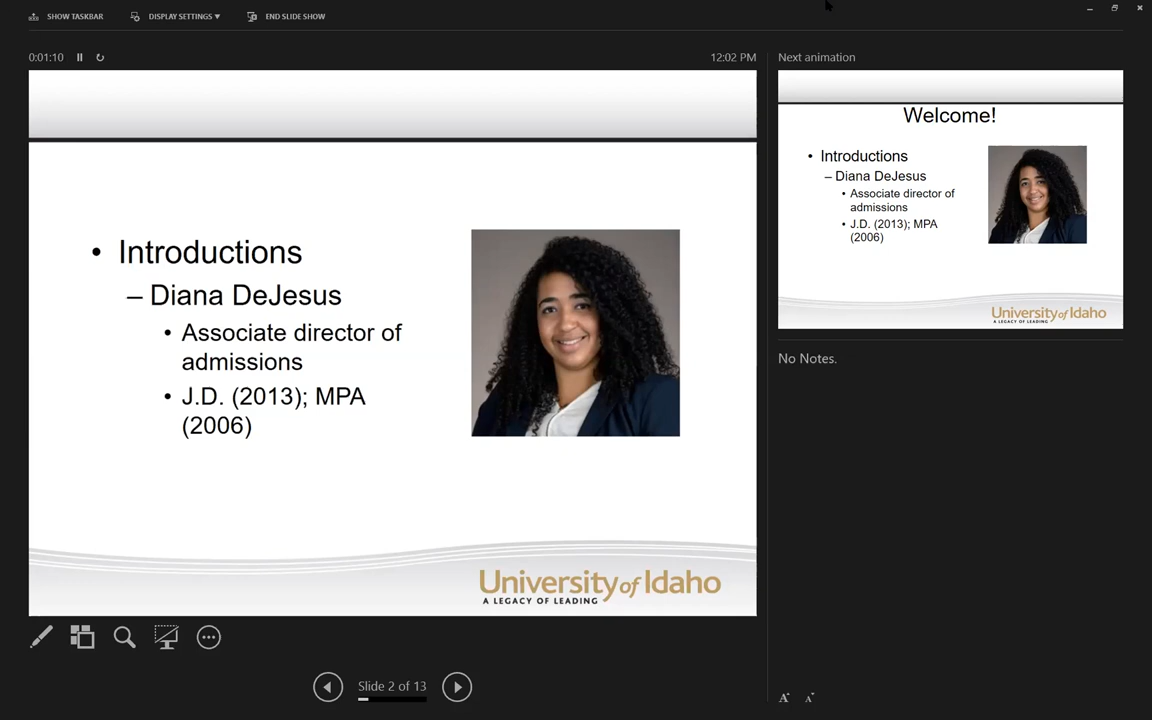 SHOW TASKBAR
DISPLAY SETTINGS ▾
END SLIDE SHOW
0:01:10
12:02 PM
• Introductions
– Diana DeJesus
• Associate director of
admissions
• J.D. (2013); MPA
(2006)
University of Idaho
A LEGACY OF LEADING
Slide 2 of 13
Next animation
Welcome!
• Introductions
– Diana DeJesus
• Associate director of
admissions
• J.D. (2013); MPA
(2006)
University of Idaho
A LEGACY OF LEADING
No Notes.
A A